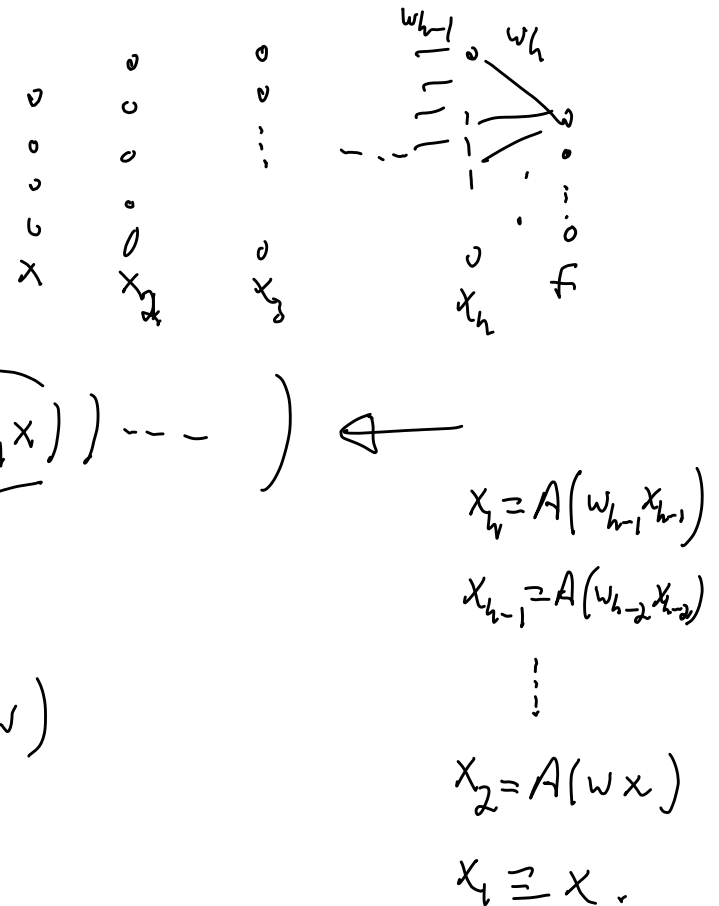 w_{h-1} w_h
x x_2 x_3 ... x_h f
x)) ---- )
x_h = A(w_{h-1} x_{h-1})
x_{h-1} = A(w_{h-2} x_{h-2})
)
x_2 = A(w x)
x_1 ≡ x.